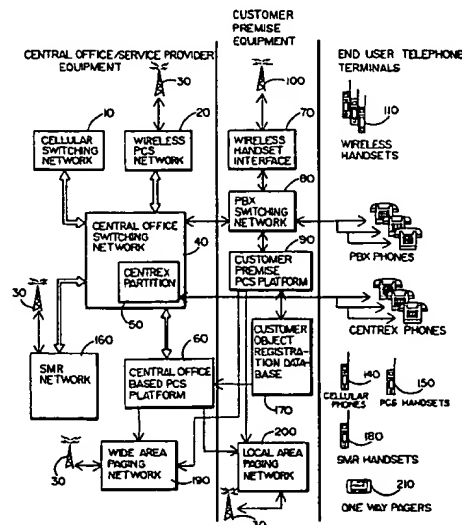 CENTRAL OFFICE/SERVICE PROVIDER
EQUIPMENT
CUSTOMER
PREMISE
EQUIPMENT
END USER TELEPHONE
TERMINALS
30
100
10
20
70
110
CELLULAR
SWITCHING
NETWORK
WIRELESS
PCS
NETWORK
WIRELESS
HANDSET
INTERFACE
WIRELESS
HANDSETS
80
CENTRAL OFFICE
SWITCHING
NETWORK
40
PBX
SWITCHING
NETWORK
90
PBX PHONES
CUSTOMER
PREMISE
PCS PLATFORM
CENTREX
PARTITION
30
50
60
160
CENTREX PHONES
SMR
NETWORK
CENTRAL OFFICE
BASED PCS
PLATFORM
CUSTOMER
OBJECT
REGISTRA-
TION DATA-
BASE
170
140
CELLULAR
PHONES
150
PCS HANDSETS
200
180
SMR HANDSETS
30
WIDE AREA
PAGING
NETWORK
190
LOCAL AREA
PAGING
NETWORK
210
ONE WAY PAGERS
30